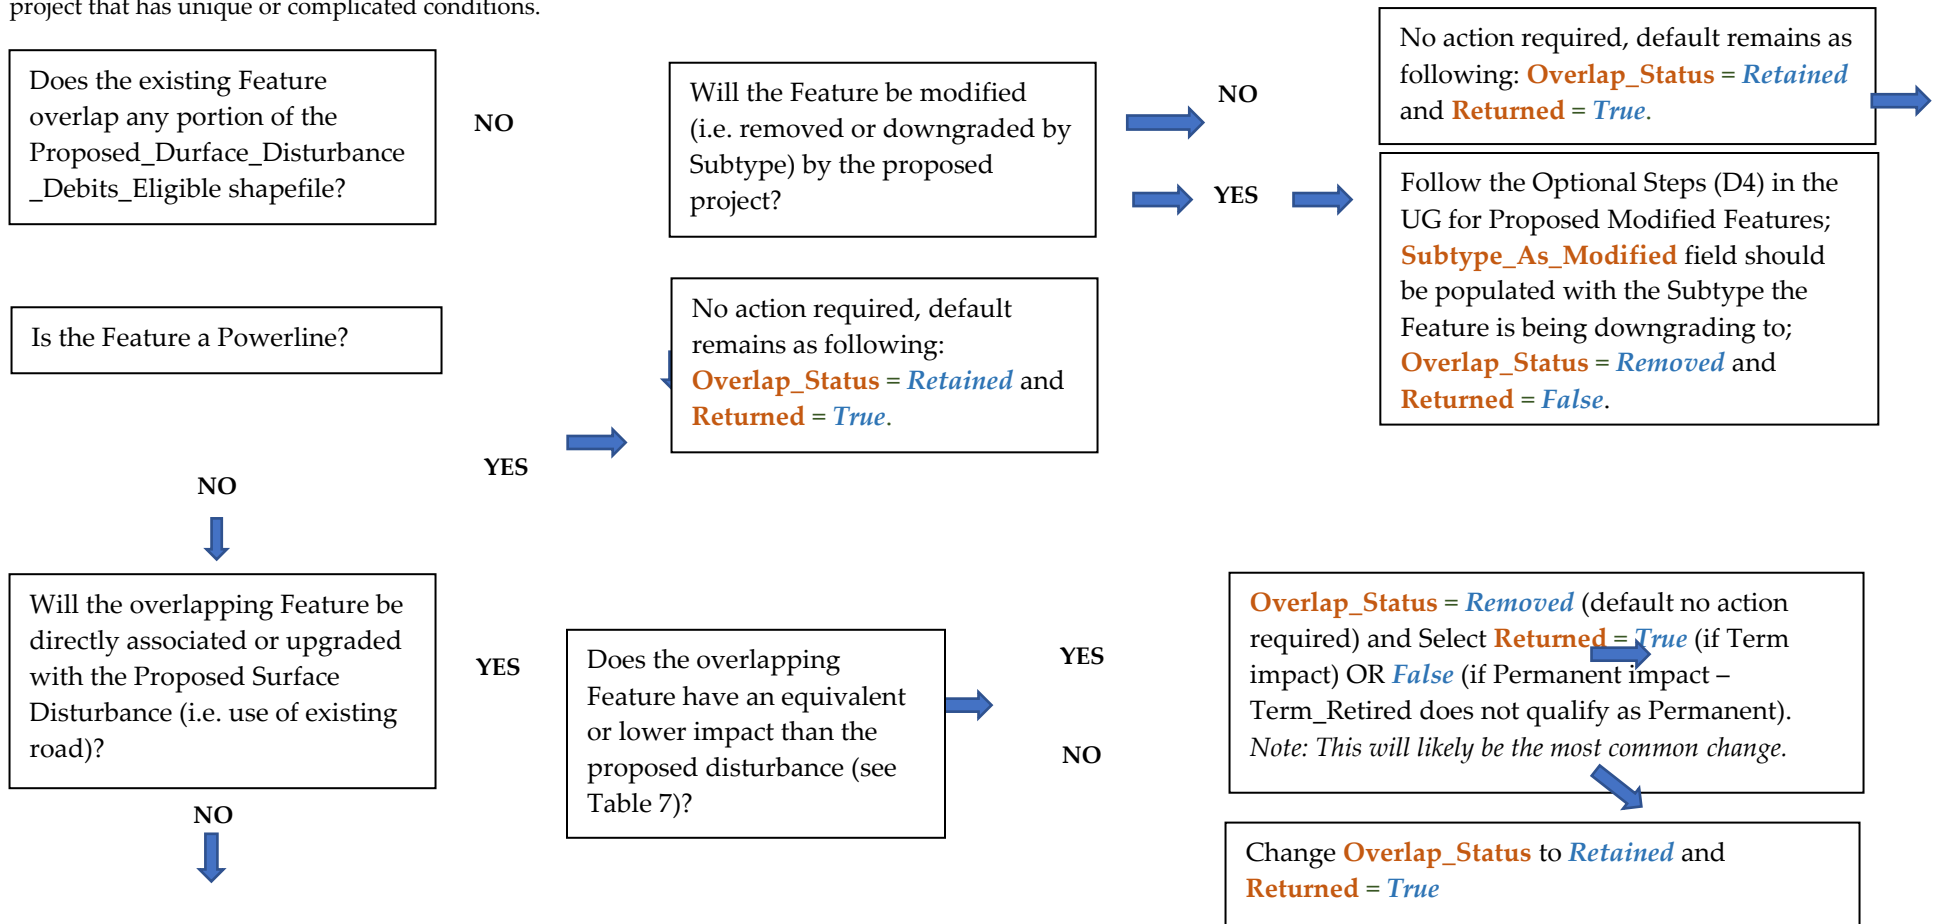 project that has unique or complicated conditions.
Does the existing Feature
overlap any portion of the
Proposed_Durface_Disturbance
_Debits_Eligible shapefile?
NO
Will the Feature be modified
(i.e. removed or downgraded by
Subtype) by the proposed
project?
NO
No action required, default remains as
following: Overlap_Status = Retained
and Returned = True.
YES
Follow the Optional Steps (D4) in the
UG for Proposed Modified Features;
Subtype_As_Modified field should
be populated with the Subtype the
Feature is being downgrading to;
Overlap_Status = Removed and
Returned = False.
Is the Feature a Powerline?
YES
No action required, default
remains as following:
Overlap_Status = Retained and
Returned = True.
NO
Will the overlapping Feature be
directly associated or upgraded
with the Proposed Surface
Disturbance (i.e. use of existing
road)?
YES
Does the overlapping
Feature have an equivalent
or lower impact than the
proposed disturbance (see
Table 7)?
YES
Overlap_Status = Removed (default no action
required) and Select Returned = True (if Term
impact) OR False (if Permanent impact –
Term_Retired does not qualify as Permanent).
Note: This will likely be the most common change.
NO
Change Overlap_Status to Retained and
Returned = True
NO